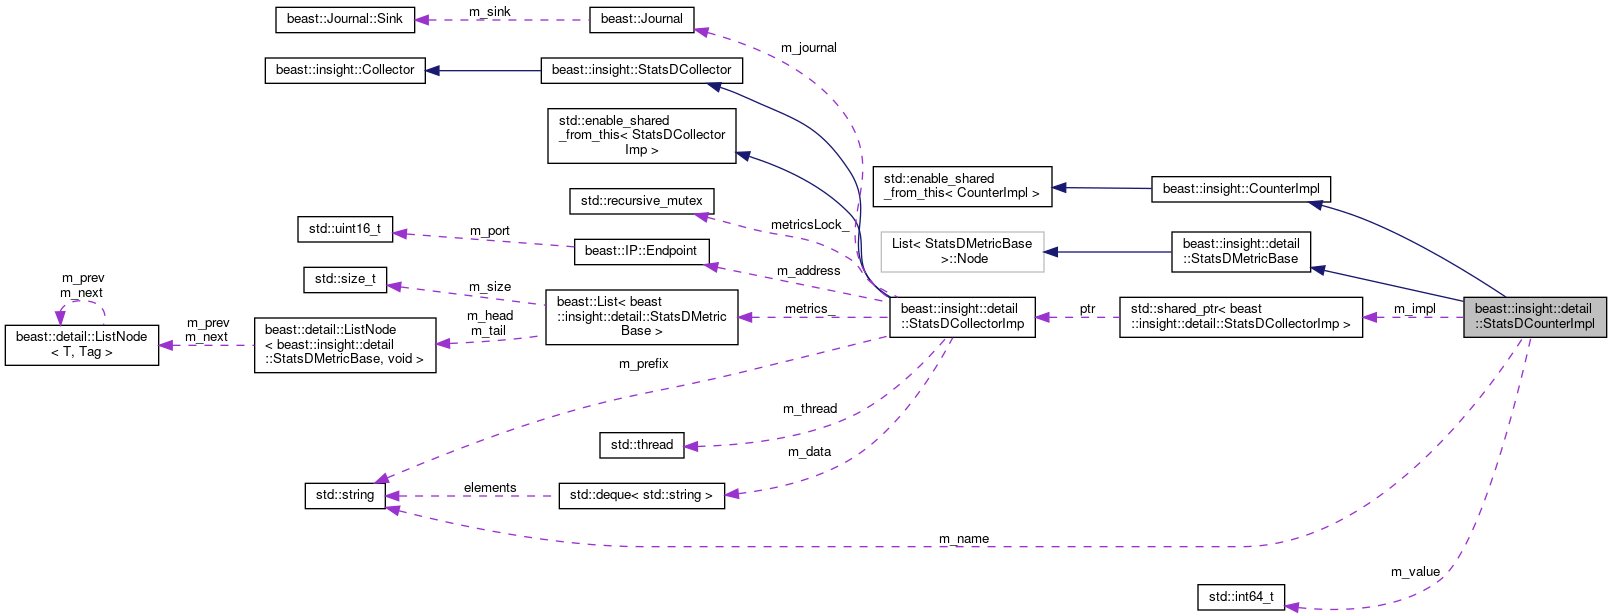 beast::Journal::Sink
m_sink
beast::Journal
m_journal
beast::insight::Collector
beast::insight::StatsDCollector
std::enable_shared
_from_this< StatsDCollector
Imp >
std::enable_shared
_from_this< CounterImpl >
beast::insight::CounterImpl
std::recursive_mutex
metricsLock_
std::uint16_t
m_port
beast::IP::Endpoint
m_address
List< StatsDMetricBase
>::Node
beast::insight::detail
::StatsDMetricBase
std::size_t
m_size
m_prev
m_next
beast::detail::ListNode
< T, Tag >
m_prev
m_next
beast::detail::ListNode
< beast::insight::detail
::StatsDMetricBase, void >
m_head
m_tail
beast::List< beast
::insight::detail::StatsDMetric
Base >
metrics_
beast::insight::detail
::StatsDCollectorImp
ptr
std::shared_ptr< beast
::insight::detail::StatsDCollectorImp >
m_impl
beast::insight::detail
::StatsDCounterImpl
m_prefix
m_thread
std::thread
m_data
std::string
elements
std::deque< std::string >
m_name
m_value
std::int64_t